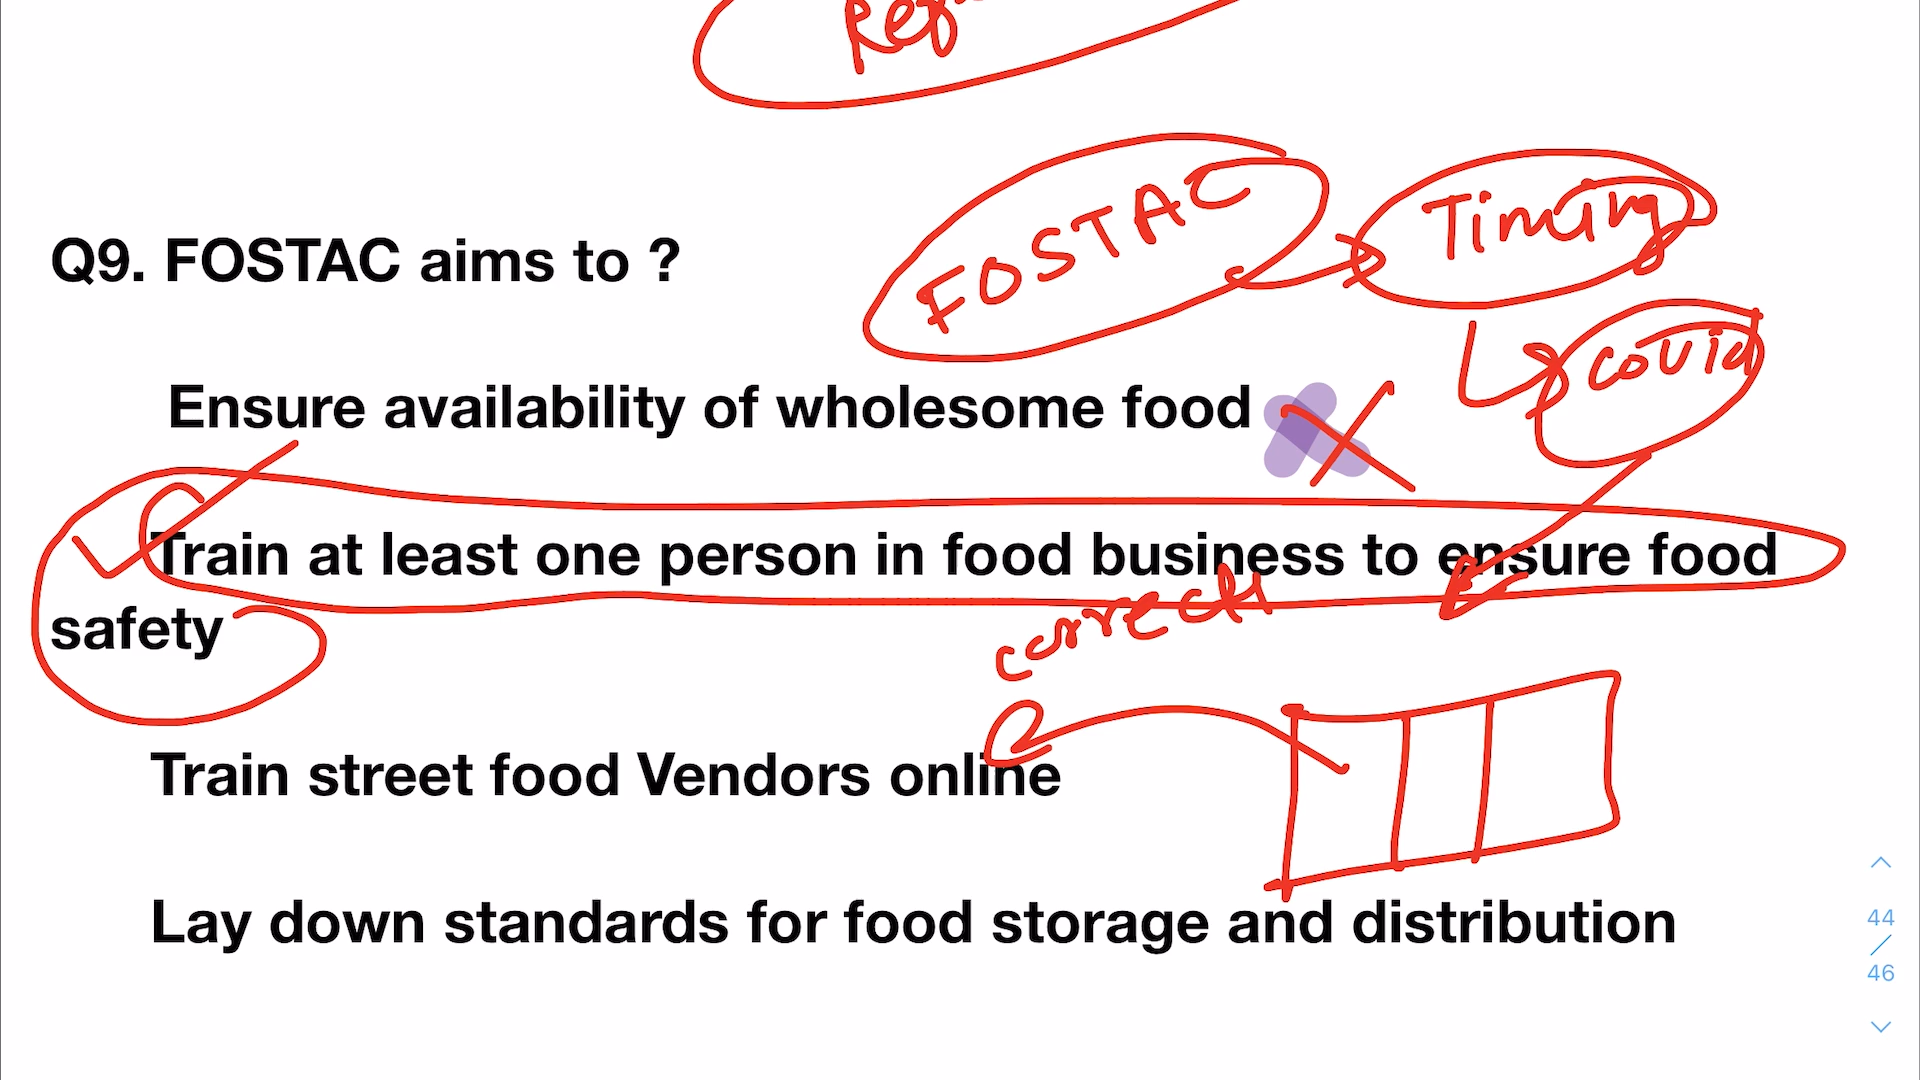 FOSTAC
Timing
Q9. FOSTAC aims to ?
covid
Ensure availability of wholesome food
Train at least one person in food business to ensure food
safety
Train street food Vendors online
Lay down standards for food storage and distribution
44
/
46